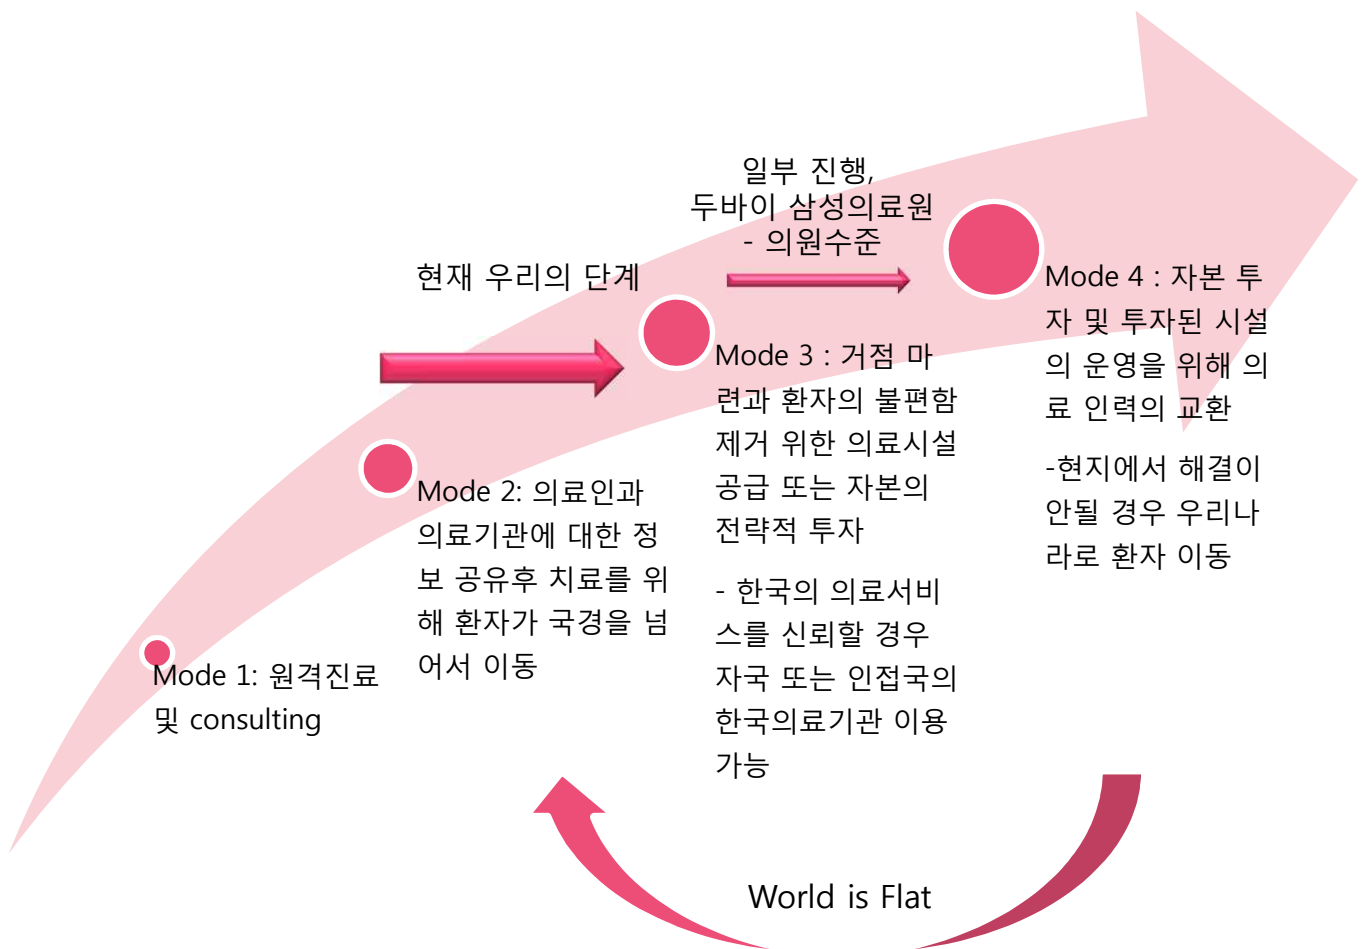 일부 진행,
두바이 삼성의료원
- 의원수준
현재 우리의 단계
Mode 1: 원격진료
및 consulting
Mode 2: 의료인과
의료기관에 대한 정
보 공유후 치료를 위
해 환자가 국경을 넘
어서 이동
Mode 3 : 거점 마
련과 환자의 불편함
제거 위한 의료시설
공급 또는 자본의
전략적 투자
- 한국의 의료서비
스를 신뢰할 경우
자국 또는 인접국의
한국의료기관 이용
가능
Mode 4 : 자본 투
자 및 투자된 시설
의 운영을 위해 의
료 인력의 교환
-현지에서 해결이
안될 경우 우리나
라로 환자 이동
World is Flat